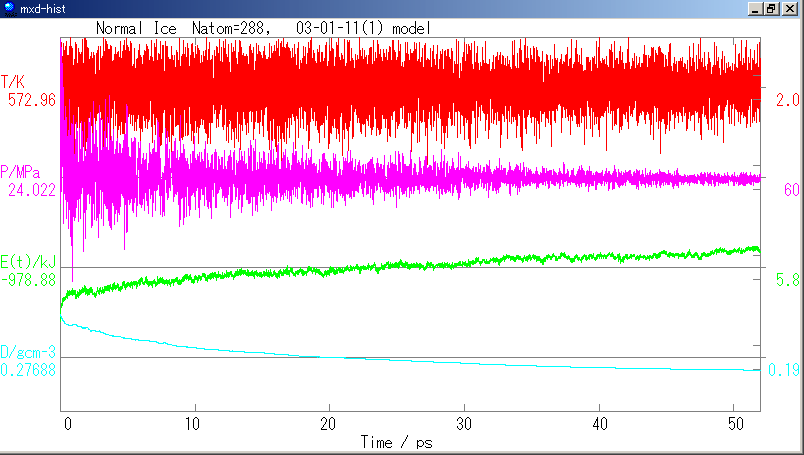 mxd-hist
Normal Ice Natom=288, 03-01-11(1) model
T/K
572.96 2.0
P/MPa
24.022 60
E(t)/kJ
-978.88 5.8
D/gcm-3
0.27688 0.19
0 10 20 30 40 50
Time / ps